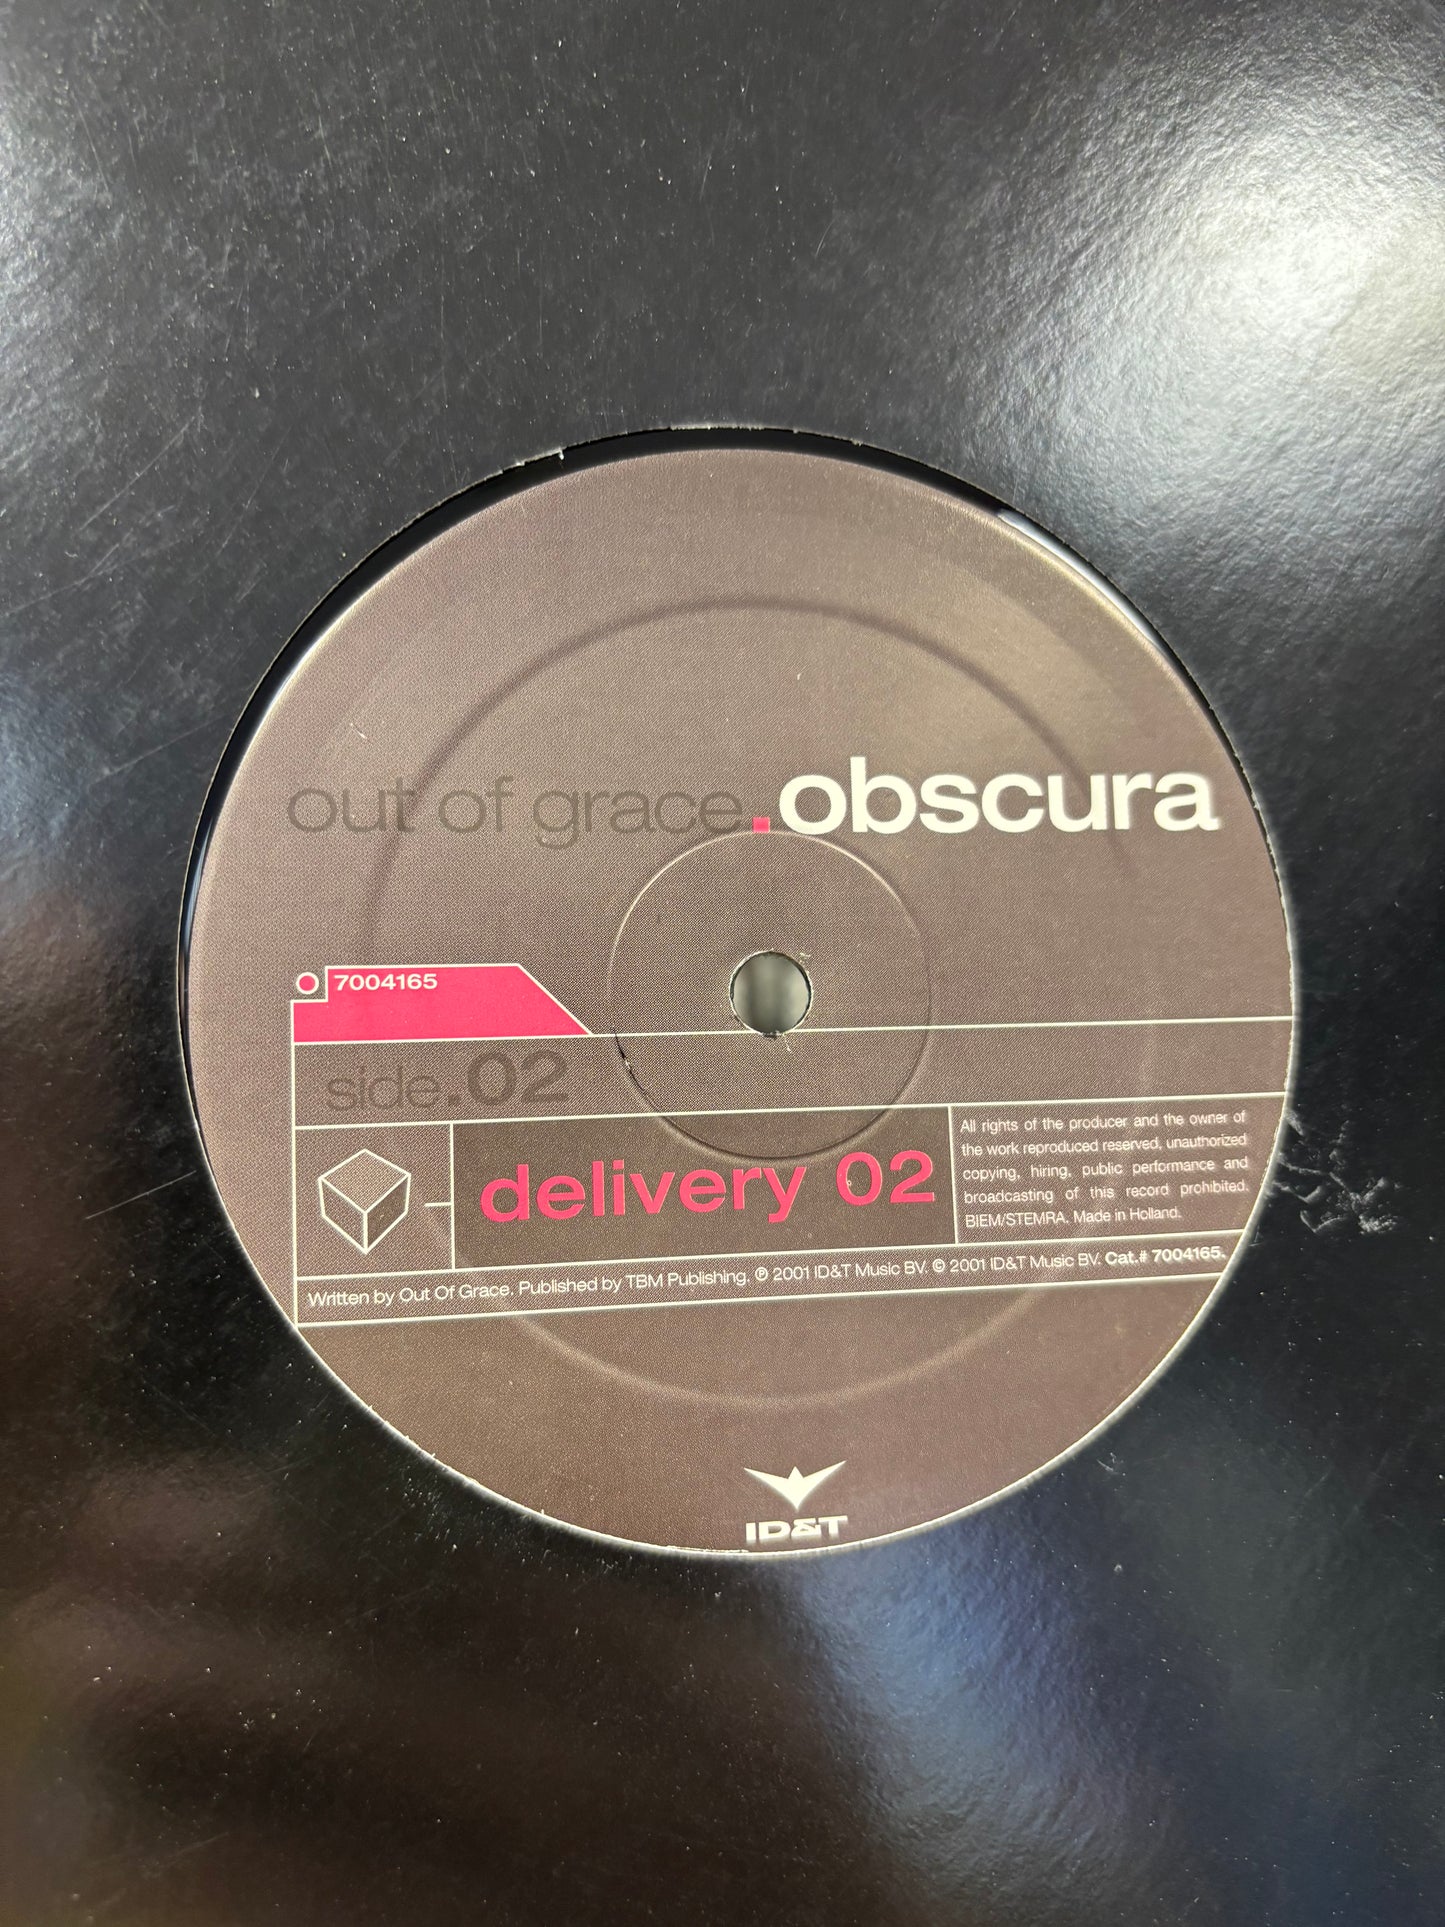 out of grace.obscura
7004165
side.02
delivery 02
All rights of the producer and the owner of
the work reproduced reserved, unauthorized
copying, hiring, public performance and
broadcasting of this record prohibited.
BIEM/STEMRA. Made in Holland.
Written by Out Of Grace. Published by TBM Publishing. ℗ 2001 ID&T Music BV. © 2001 ID&T Music BV. Cat.# 7004165.
ID&T